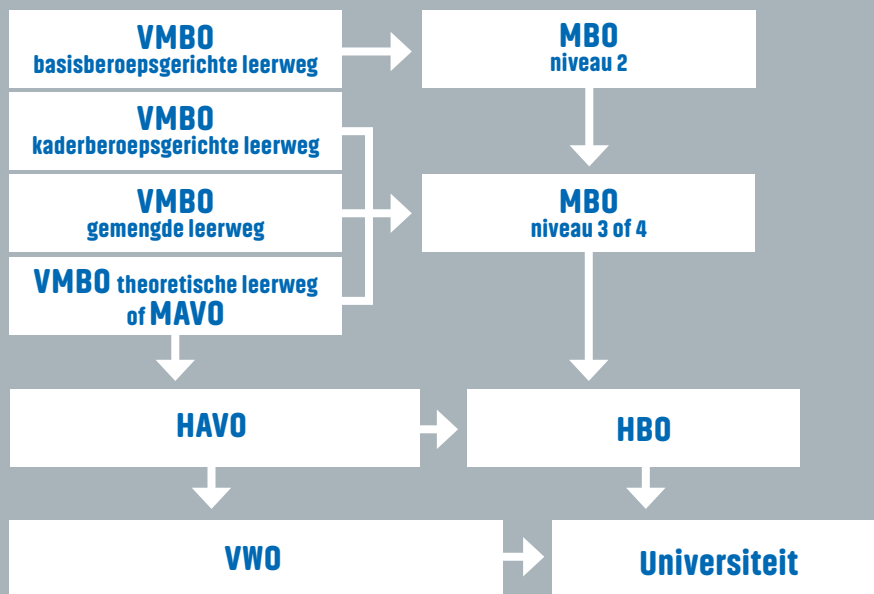 VMBO
basisberoepsgerichte leerweg
MBO
niveau 2
VMBO
kaderberoepsgerichte leerweg
VMBO
gemengde leerweg
MBO
niveau 3 of 4
VMBO theoretische leerweg
of MAVO
HAVO
HBO
VWO
Universiteit